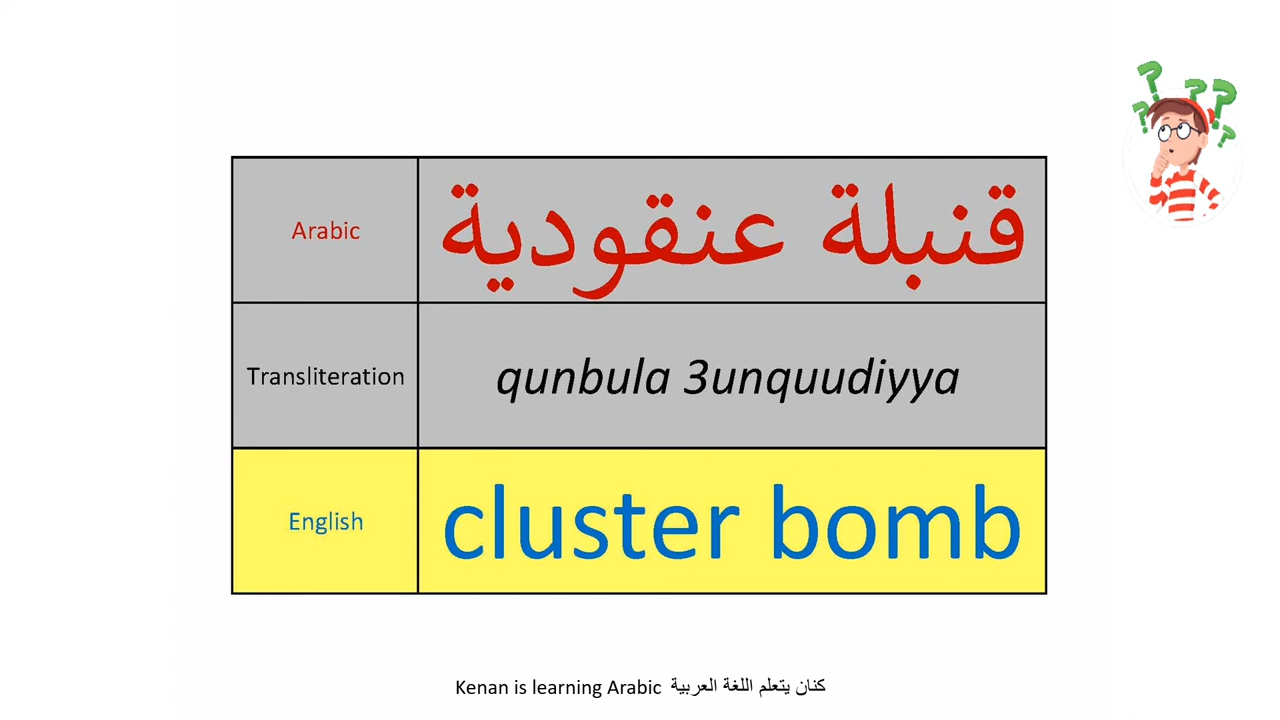 Arabic قنبلة عنقودية
Transliteration qunbula 3unquudiyya
English cluster bomb
Kenan is learning Arabic كنان يتعلم اللغة العربية